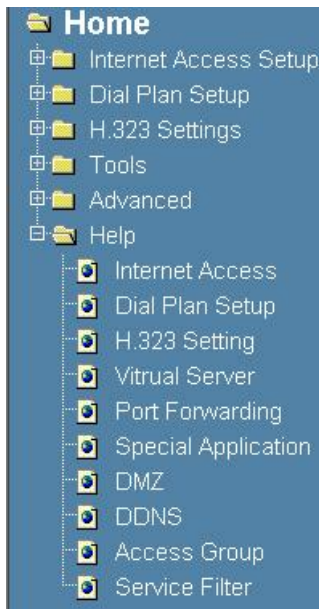 Home
Internet Access Setup
Dial Plan Setup
H.323 Settings
Tools
Advanced
Help
Internet Access
Dial Plan Setup
H.323 Setting
Vitrual Server
Port Forwarding
Special Application
DMZ
DDNS
Access Group
Service Filter